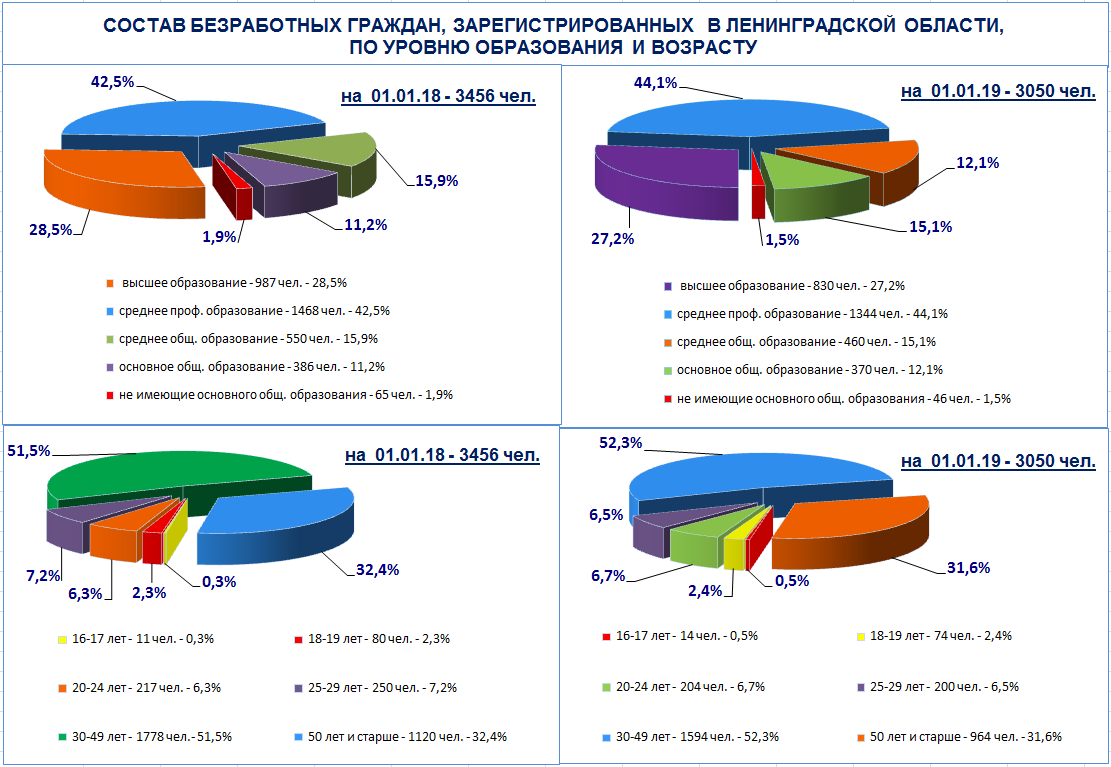 СОСТАВ БЕЗРАБОТНЫХ ГРАЖДАН, ЗАРЕГИСТРИРОВАННЫХ В ЛЕНИНГРАДСКОЙ ОБЛАСТИ,
ПО УРОВНЮ ОБРАЗОВАНИЯ И ВОЗРАСТУ
на 01.01.18 - 3456 чел.
42,5%
15,9%
11,2%
1,9%
28,5%
высшее образование - 987 чел. - 28,5%
среднее проф. образование - 1468 чел. - 42,5%
среднее общ. образование - 550 чел. - 15,9%
основное общ. образование - 386 чел. - 11,2%
не имеющие основного общ. образования - 65 чел. - 1,9%
на 01.01.19 - 3050 чел.
44,1%
12,1%
15,1%
1,5%
27,2%
высшее образование - 830 чел. - 27,2%
среднее проф. образование - 1344 чел. - 44,1%
среднее общ. образование - 460 чел. - 15,1%
основное общ. образование - 370 чел. - 12,1%
не имеющие основного общ. образования - 46 чел. - 1,5%
на 01.01.18 - 3456 чел.
51,5%
32,4%
0,3%
2,3%
6,3%
7,2%
16-17 лет - 11 чел. - 0,3%
18-19 лет - 80 чел. - 2,3%
20-24 лет - 217 чел. - 6,3%
25-29 лет - 250 чел. - 7,2%
30-49 лет - 1778 чел. - 51,5%
50 лет и старше - 1120 чел. - 32,4%
на 01.01.19 - 3050 чел.
52,3%
31,6%
0,5%
2,4%
6,7%
6,5%
16-17 лет - 14 чел. - 0,5%
18-19 лет - 74 чел. - 2,4%
20-24 лет - 204 чел. - 6,7%
25-29 лет - 200 чел. - 6,5%
30-49 лет - 1594 чел. - 52,3%
50 лет и старше - 964 чел. - 31,6%